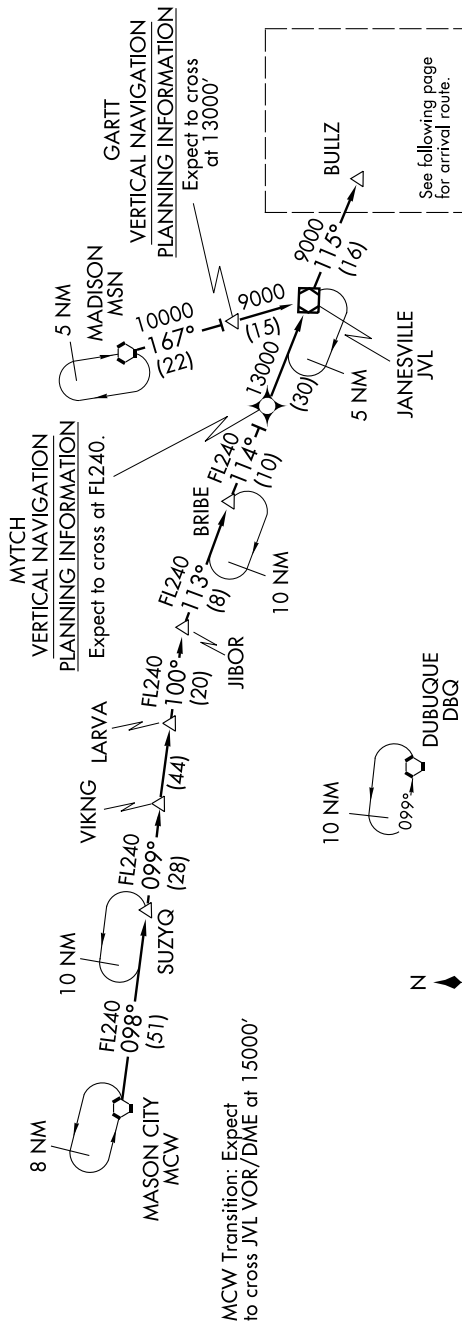 MYTCH
VERTICAL NAVIGATION
PLANNING INFORMATION
Expect to cross at FL240.
GARTT
VERTICAL NAVIGATION
PLANNING INFORMATION
Expect to cross
at 13000'
8 NM
MASON CITY
MCW
FL240
098°
(51)
10 NM
SUZYQ
FL240
099°
(28)
VIKNG
(44)
LARVA
FL240
100°
(20)
JIBOR
FL240
113°
(8)
BRIBE
10 NM
FL240
114°
(10)
13000
(30)
5 NM
MADISON
MSN
10000
167°
(22)
9000
(15)
5 NM
JANESVILLE
JVL
9000
115°
(16)
BULLZ
See following page
for arrival route.
MCW Transition: Expect
to cross JVL VOR/DME at 15000'
N
10 NM
099°
DUBUQUE
DBQ